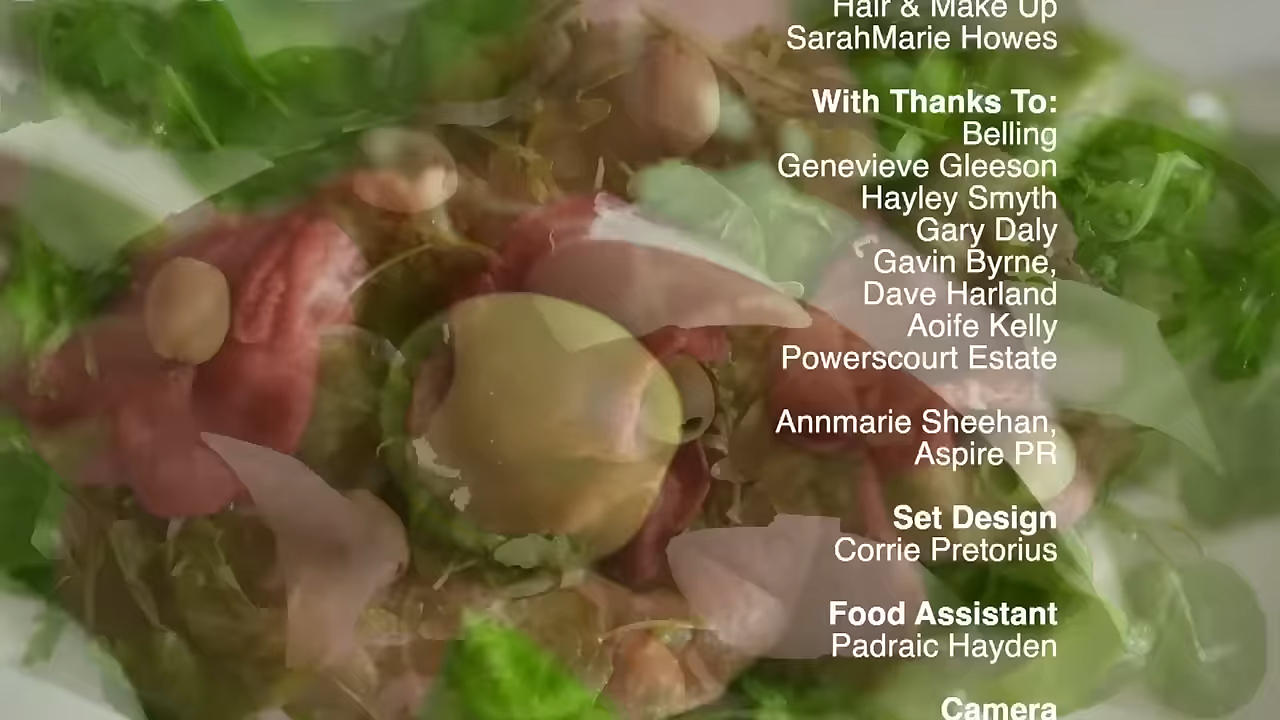 Hair & Make Up
SarahMarie Howes
With Thanks To:
Belling
Genevieve Gleeson
Hayley Smyth
Gary Daly
Gavin Byrne,
Dave Harland
Aoife Kelly
Powerscourt Estate
Annmarie Sheehan,
Aspire PR
Set Design
Corrie Pretorius
Food Assistant
Padraic Hayden
Camera